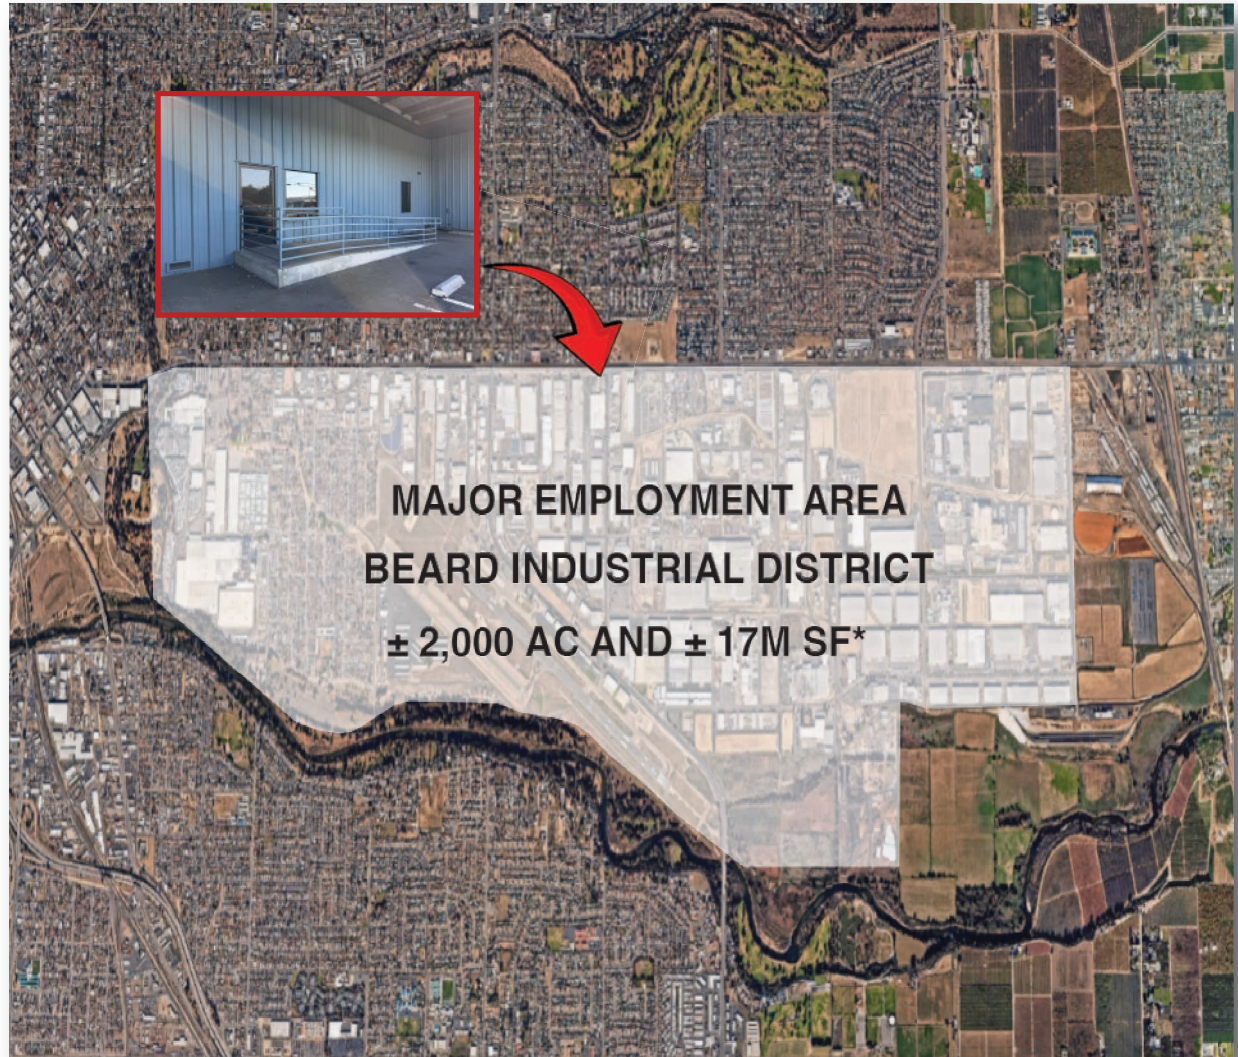 MAJOR EMPLOYMENT AREA
BEARD INDUSTRIAL DISTRICT
± 2,000 AC AND ± 17M SF*